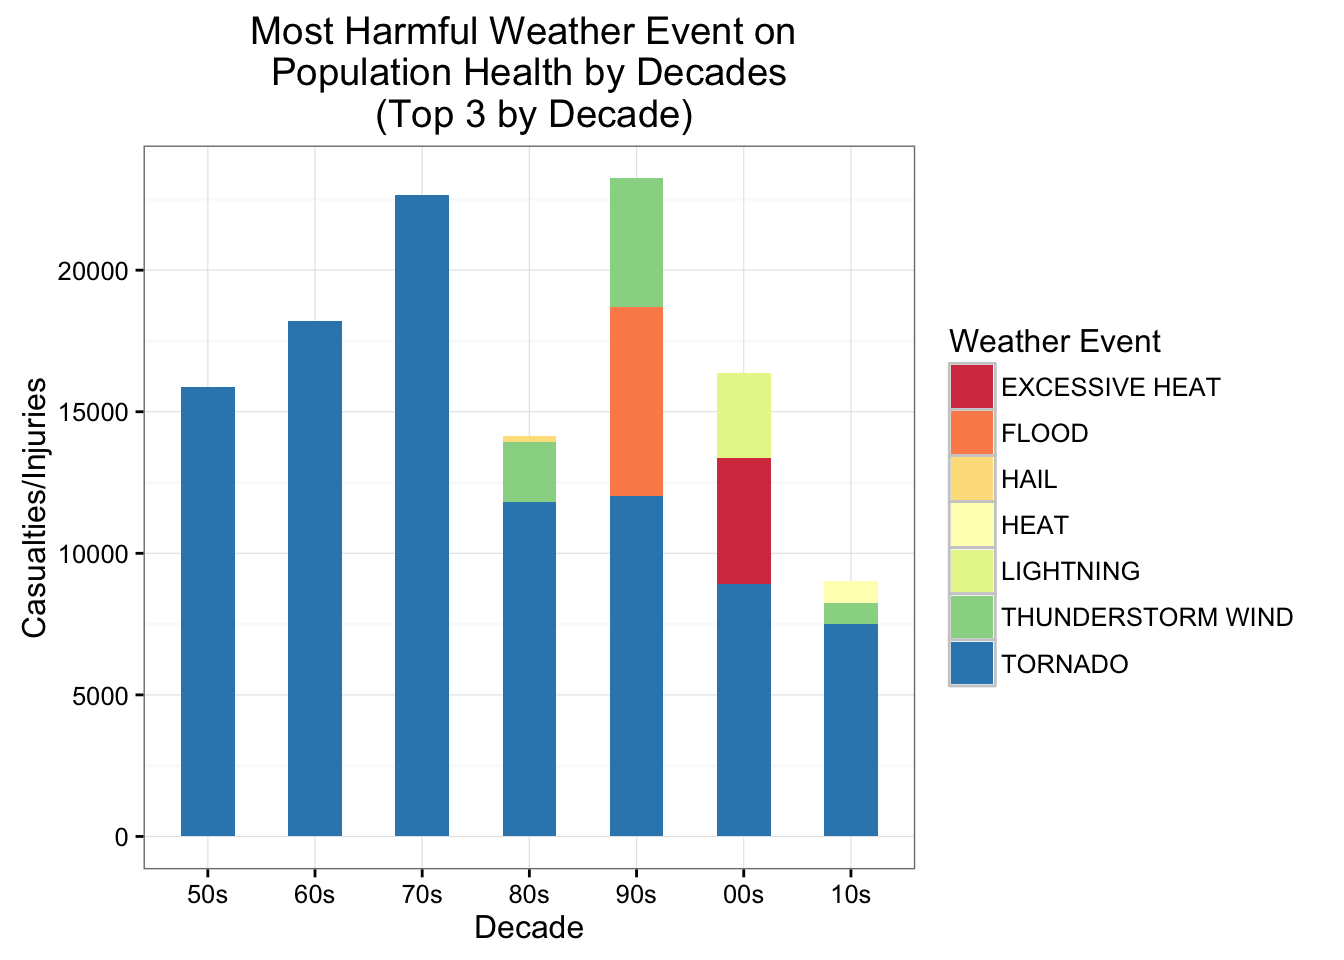 Most Harmful Weather Event on
Population Health by Decades
(Top 3 by Decade)
Casualties/Injuries
20000
15000
10000
5000
0
50s 60s 70s 80s 90s 00s 10s
Decade
Weather Event
EXCESSIVE HEAT
FLOOD
HAIL
HEAT
LIGHTNING
THUNDERSTORM WIND
TORNADO